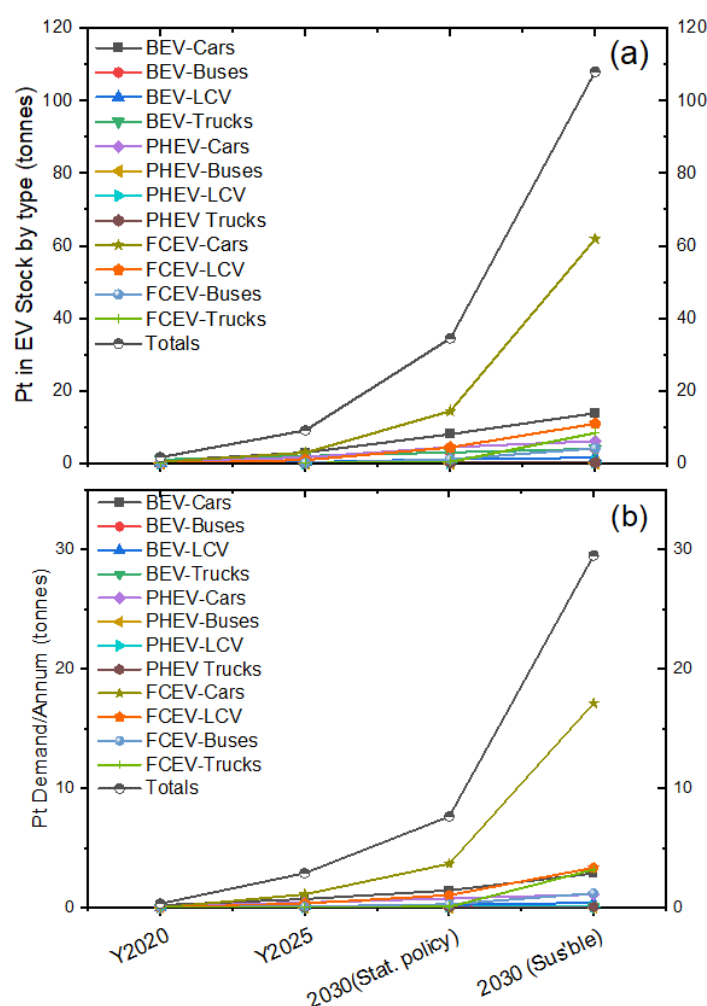 120
120
(a)
BEV-Cars
BEV-Buses
BEV-LCV
BEV-Trucks
PHEV-Cars
PHEV-Buses
PHEV-LCV
PHEV Trucks
FCEV-Cars
FCEV-LCV
FCEV-Buses
FCEV-Trucks
Totals
100
100
80
80
60
60
40
40
20
20
0
0
Pt in EV Stock by type (tonnes)
(b)
BEV-Cars
BEV-Buses
BEV-LCV
BEV-Trucks
PHEV-Cars
PHEV-Buses
PHEV-LCV
PHEV Trucks
FCEV-Cars
FCEV-LCV
FCEV-Buses
FCEV-Trucks
Totals
30
30
20
20
10
10
0
0
Pt Demand/Annum (tonnes)
Y2020
Y2025
2030(Stat. policy)
2030 (Sus'ble)